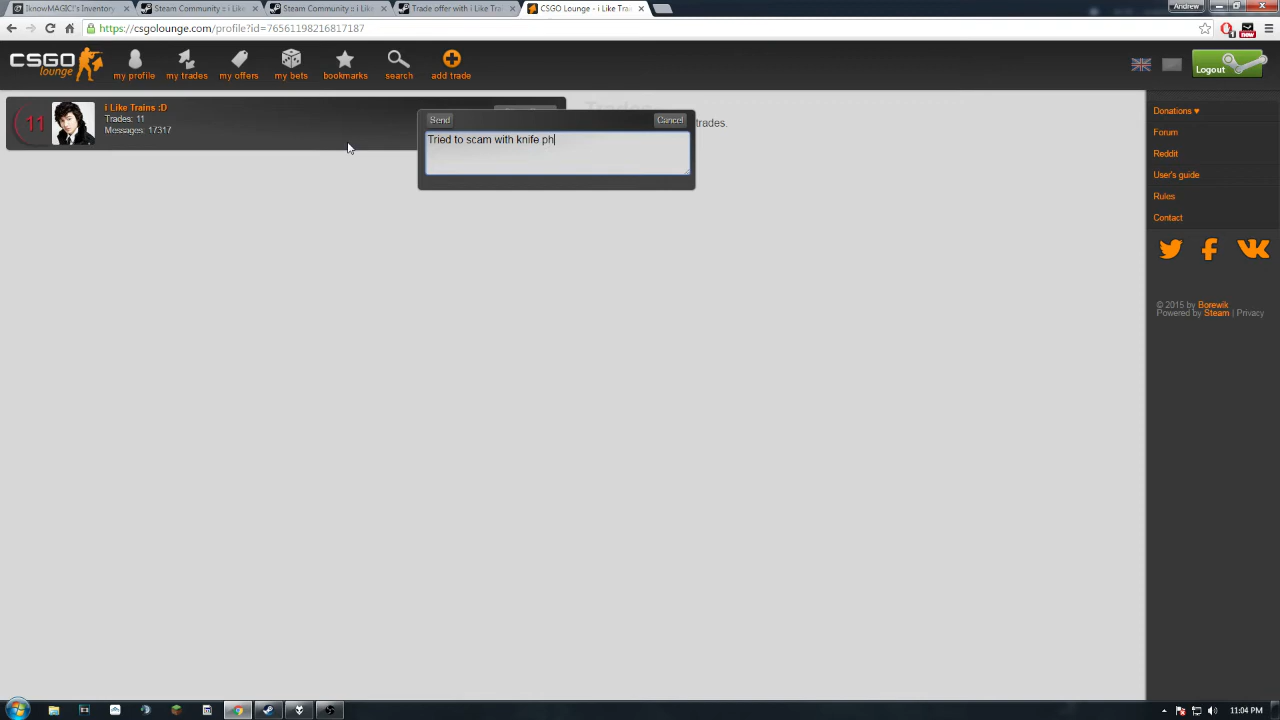 IknowMAGIC!'s Inventory
Steam Community :: i Like
Steam Community :: i Like
Trade offer with i Like Tra
CSGO Lounge - i Like Trai
Andrew
https://csgolounge.com/profile?id=76561198216817187
now
CSGO
lounge
my profile
my trades
my offers
my bets
bookmarks
search
add trade
Logout
11
i Like Trains :D
Trades: 11
Messages: 17317
Trades
trades.
Send
Cancel
Tried to scam with knife ph
Donations ♥
Forum
Reddit
User's guide
Rules
Contact
© 2015 by Borewik
Powered by Steam | Privacy
11:04 PM